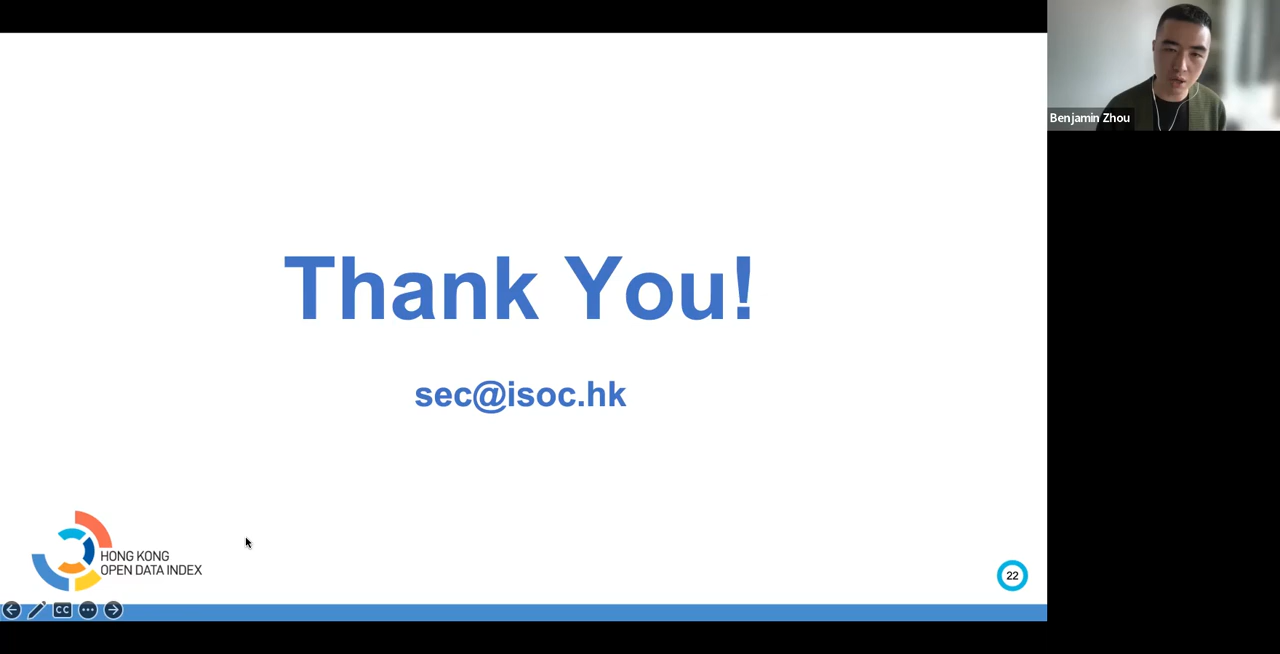 Benjamin Zhou
Thank You!
sec@isoc.hk
HONG KONG
OPEN DATA INDEX
22
CC